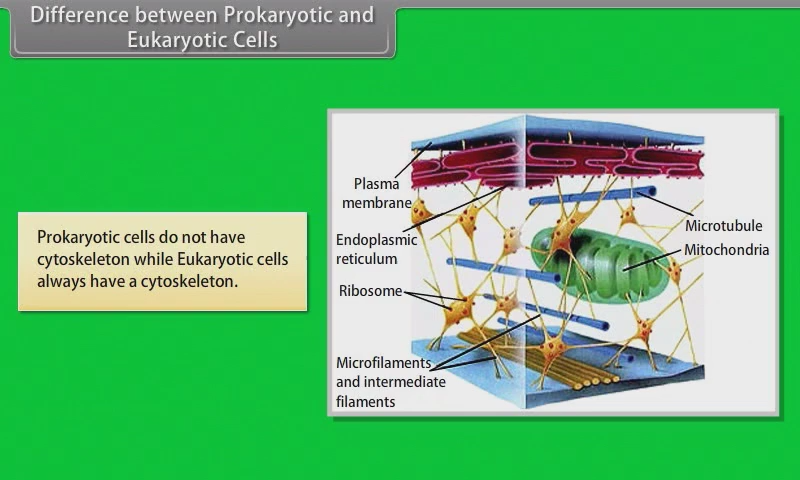 Difference between Prokaryotic and
Eukaryotic Cells
Prokaryotic cells do not have
cytoskeleton while Eukaryotic cells
always have a cytoskeleton.
Plasma
membrane
Endoplasmic
reticulum
Ribosome
Microfilaments
and intermediate
filaments
Microtubule
Mitochondria